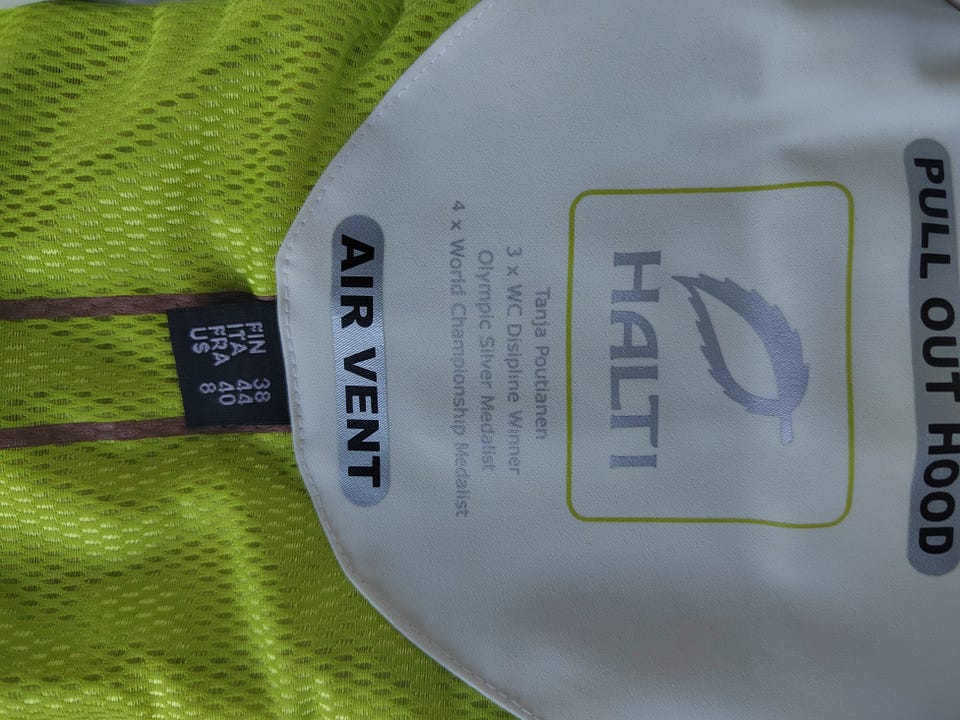 PULL OUT HOOD
HALTI
Tanja Poutianen
3 x WC Disipline Winner
Olympic Silver Medalist
4 x World Championship Medalist
AIR VENT
FIN 38
ITA 44
FRA 40
US 8